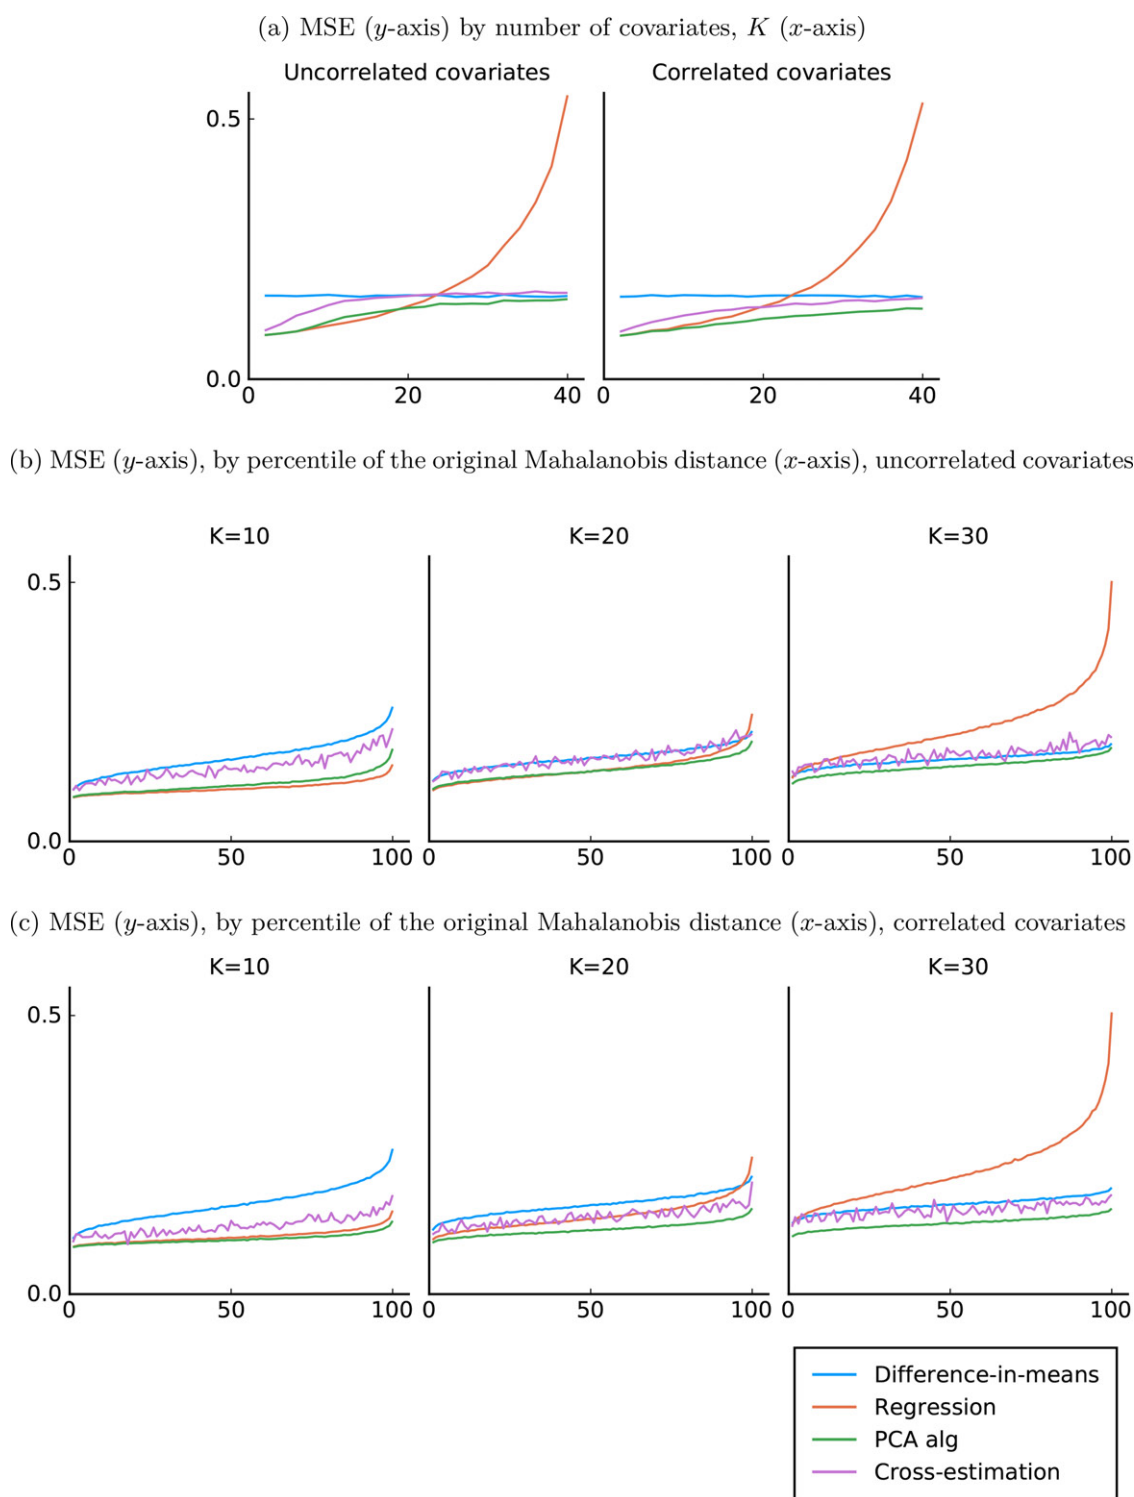 (a) MSE (y-axis) by number of covariates, K (x-axis)
Uncorrelated covariates Correlated covariates
0.5
0.0
0 20 40 0 20 40
(b) MSE (y-axis), by percentile of the original Mahalanobis distance (x-axis), uncorrelated covariates
K=10 K=20 K=30
0.5
0.0
0 50 100 0 50 100 0 50 100
(c) MSE (y-axis), by percentile of the original Mahalanobis distance (x-axis), correlated covariates
K=10 K=20 K=30
0.5
0.0
0 50 100 0 50 100 0 50 100
Difference-in-means
Regression
PCA alg
Cross-estimation